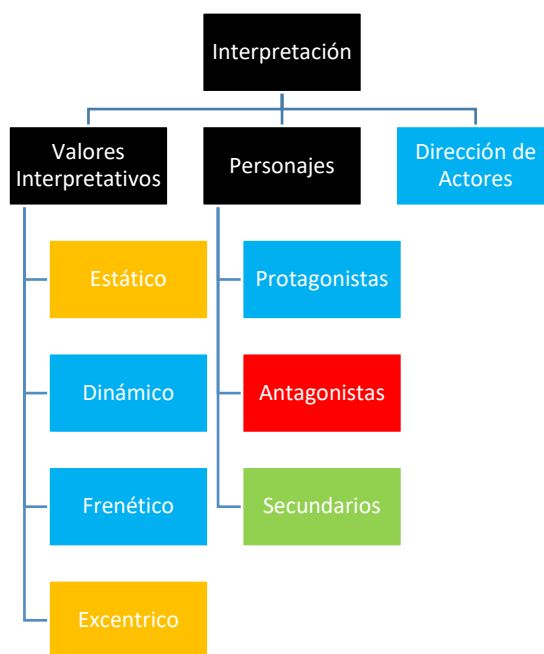 Interpretación
Valores
Interpretativos
Personajes
Dirección de
Actores
Estático
Protagonistas
Dinámico
Antagonistas
Frenético
Secundarios
Excentrico